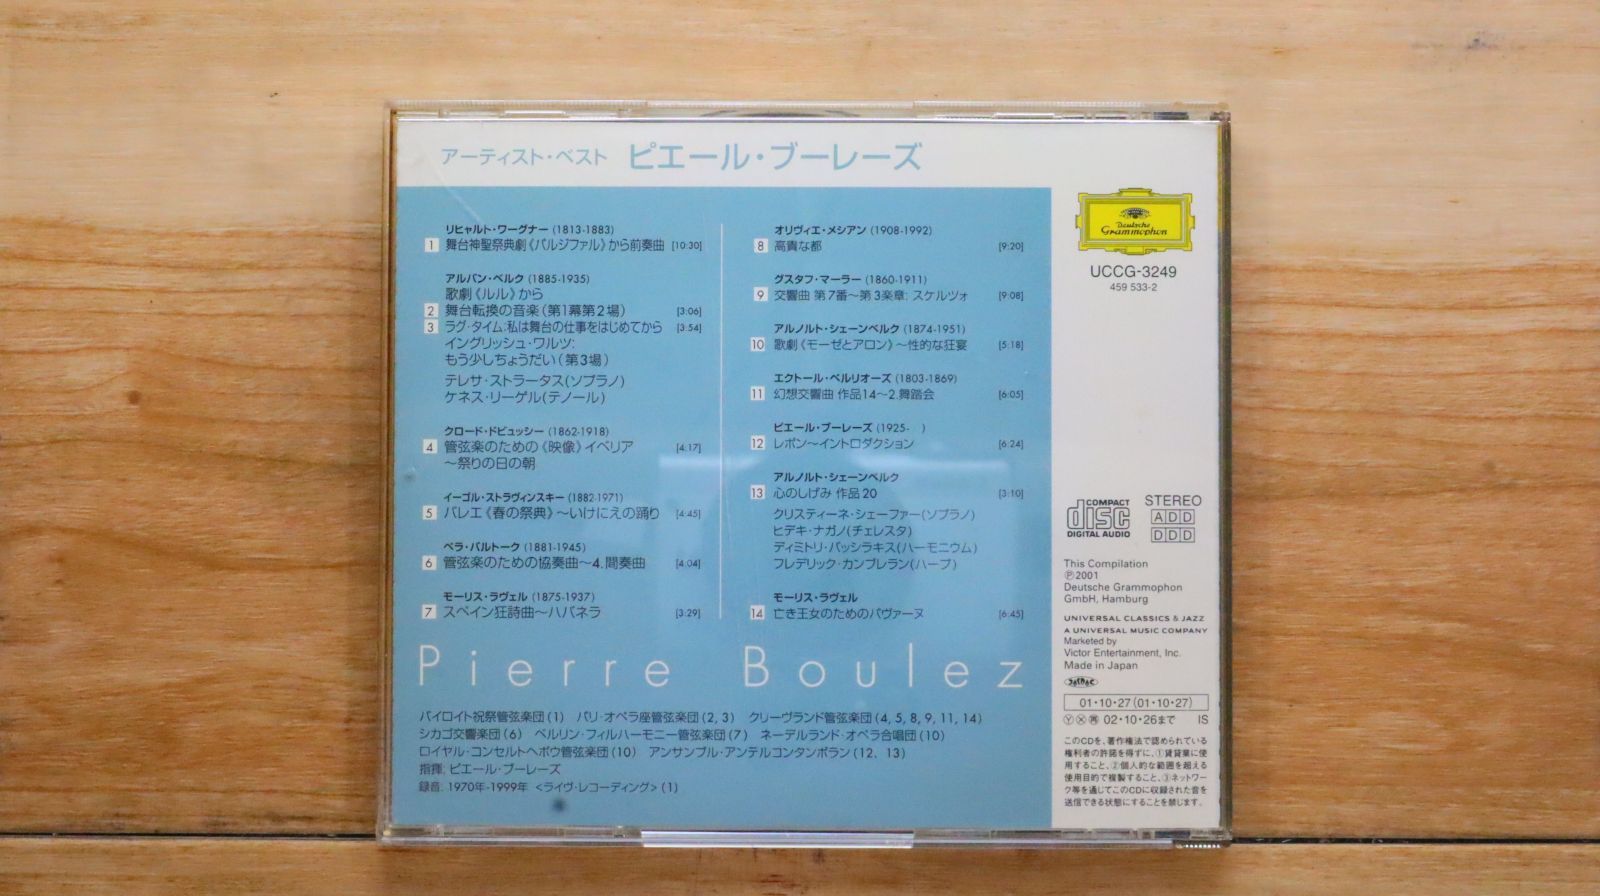 アーティスト・ベスト ピエール・ブーレーズ
リヒャルト・ワーグナー (1813-1883)
1 舞台神聖祭典劇《パルジファル》から前奏曲 [10:30]
アルバン・ベルク (1885-1935)
歌劇《ルル》から
2 舞台転換の音楽(第1幕第2場) [3:06]
3 ラグ・タイム:私は舞台の仕事をはじめてから [3:54]
イングリッシュ・ワルツ:
もう少しちょうだい(第3場)
テレサ・ストラータス(ソプラノ)
ケネス・リーゲル(テノール)
クロード・ドビュッシー (1862-1918)
4 管弦楽のための《映像》イベリア [4:17]
〜祭りの日の朝
イーゴル・ストラヴィンスキー (1882-1971)
5 バレエ《春の祭典》〜いけにえの踊り [4:45]
ベラ・バルトーク (1881-1945)
6 管弦楽のための協奏曲〜4.間奏曲 [4:04]
モーリス・ラヴェル (1875-1937)
7 スペイン狂詩曲〜ハバネラ [3:29]
オリヴィエ・メシアン (1908-1992)
8 高貴な都 [9:20]
グスタフ・マーラー (1860-1911)
9 交響曲 第7番〜第3楽章: スケルツォ [9:08]
アルノルト・シェーンベルク (1874-1951)
10 歌劇《モーゼとアロン》〜性的な狂宴 [5:18]
エクトール・ベルリオーズ (1803-1869)
11 幻想交響曲 作品14〜2.舞踏会 [6:05]
ピエール・ブーレーズ (1925- )
12 レポン〜イントロダクション [6:24]
アルノルト・シェーンベルク
13 心のしげみ 作品20 [3:10]
クリスティーネ・シェーファー(ソプラノ)
ヒデキ・ナガノ(チェレスタ)
ディミトリ・バッシラキス(ハーモニウム)
フレデリック・カンブレラン(ハープ)
モーリス・ラヴェル
14 亡き王女のためのパヴァーヌ [6:45]
Pierre Boulez
バイロイト祝祭管弦楽団(1) パリ・オペラ座管弦楽団(2, 3) クリーヴランド管弦楽団(4, 5, 8, 9, 11, 14)
シカゴ交響楽団(6) ベルリン・フィルハーモニー管弦楽団(7) ネーデルランド・オペラ合唱団(10)
ロイヤル・コンセルトヘボウ管弦楽団(10) アンサンブル・アンテルコンタンポラン(12, 13)
指揮: ピエール・ブーレーズ
録音: 1970年-1999年 <ライヴ・レコーディング>(1)
Deutsche
Grammophon
UCCG-3249
459 533-2
COMPACT
disc
DIGITAL AUDIO
STEREO
ADD
DDD
This Compilation
℗2001
Deutsche Grammophon
GmbH, Hamburg
UNIVERSAL CLASSICS & JAZZ
A UNIVERSAL MUSIC COMPANY
Marketed by
Victor Entertainment, Inc.
Made in Japan
JASRAC
01・10・27(01・10・27)
Ⓨ Ⓧ ㊢ 02・10・26まで IS
このCDを、著作権法で認められている
権利者の許諾を得ずに、①賃貸業に使
用すること、②個人的な範囲を超える
使用目的で複製すること、③ネットワー
ク等を通じてこのCDに収録された音を
送信できる状態にすることを禁じます。